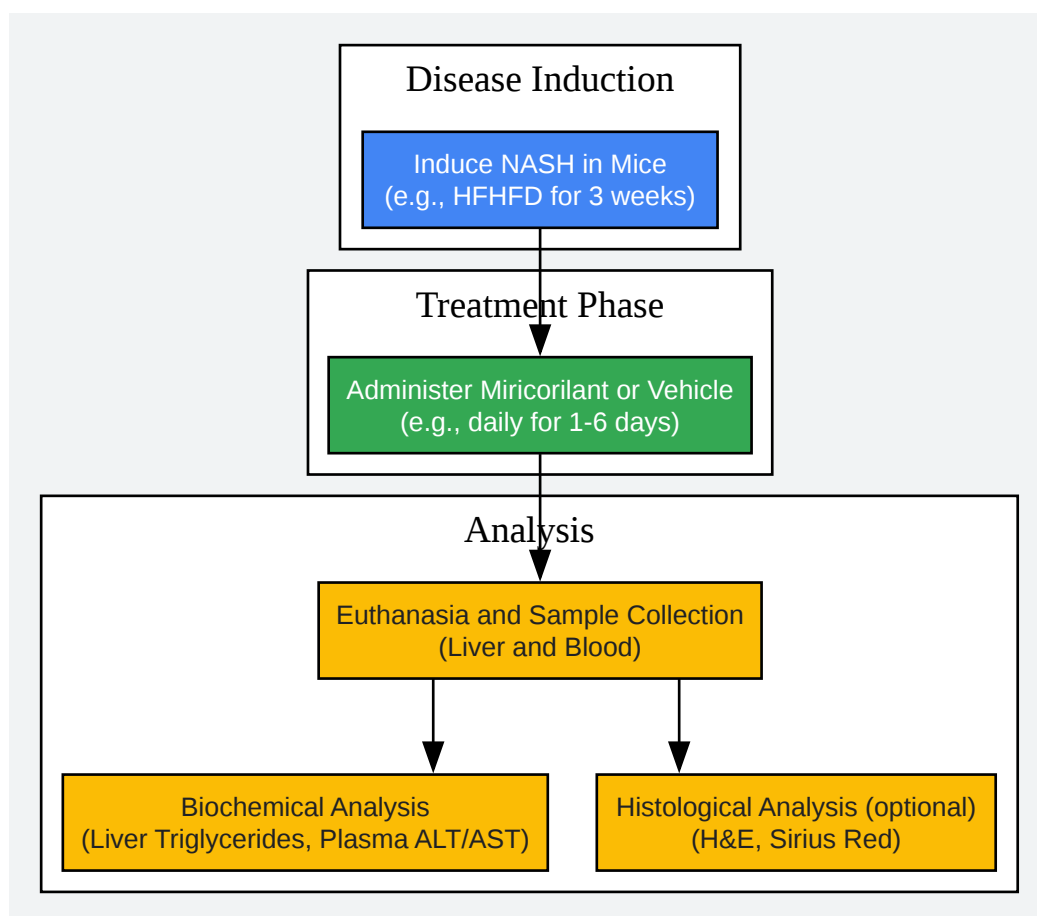 Disease Induction
Induce NASH in Mice
(e.g., HFHFD for 3 weeks)
Treatment Phase
Administer Miricorilant or Vehicle
(e.g., daily for 1-6 days)
Analysis
Euthanasia and Sample Collection
(Liver and Blood)
Biochemical Analysis
(Liver Triglycerides, Plasma ALT/AST)
Histological Analysis (optional)
(H&E, Sirius Red)